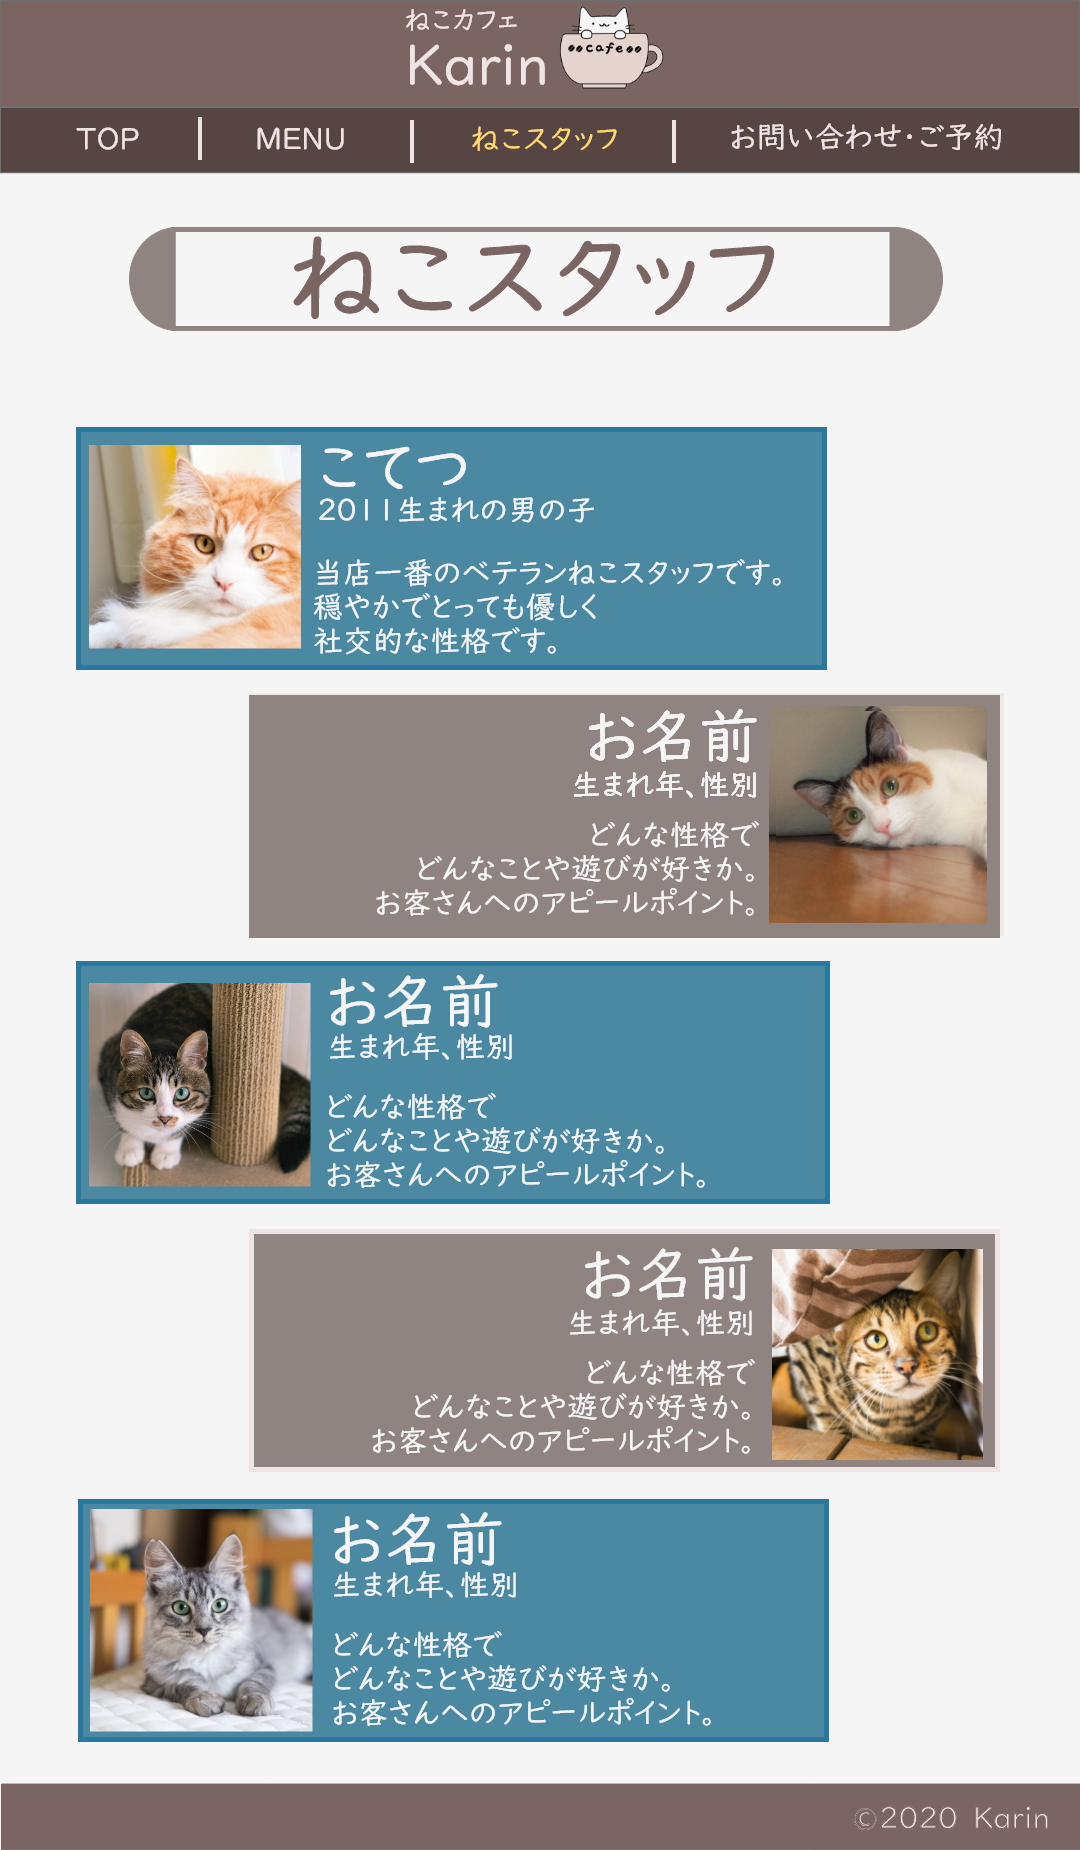 ねこカフェ
Karin
cafe
TOP
MENU
ねこスタッフ
お問い合わせ・ご予約
ねこスタッフ
こてつ
2011生まれの男の子
当店一番のベテランねこスタッフです。
穏やかでとっても優しく
社交的な性格です。
お名前
生まれ年、性別
どんな性格で
どんなことや遊びが好きか。
お客さんへのアピールポイント。
お名前
生まれ年、性別
どんな性格で
どんなことや遊びが好きか。
お客さんへのアピールポイント。
お名前
生まれ年、性別
どんな性格で
どんなことや遊びが好きか。
お客さんへのアピールポイント。
お名前
生まれ年、性別
どんな性格で
どんなことや遊びが好きか。
お客さんへのアピールポイント。
©2020 Karin